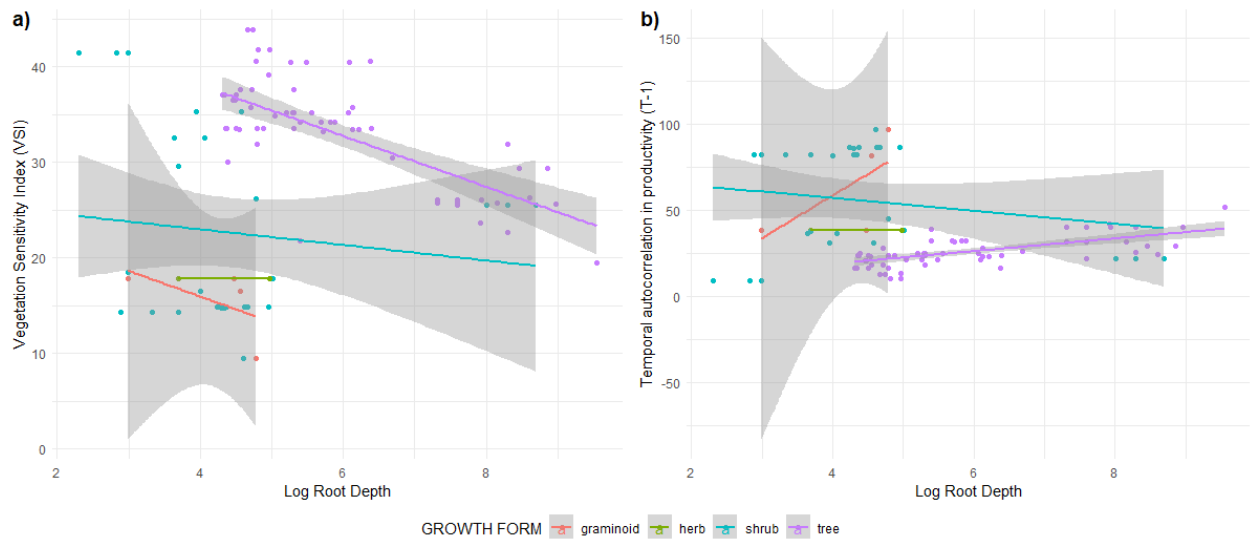 a)
Vegetation Sensitivity Index (VSI)
40
30
20
10
0
2
4
6
8
Log Root Depth
b)
Temporal autocorrelation in productivity (T-1)
150
100
50
0
-50
2
4
6
8
Log Root Depth
GROWTH FORM a graminoid a herb a shrub a tree